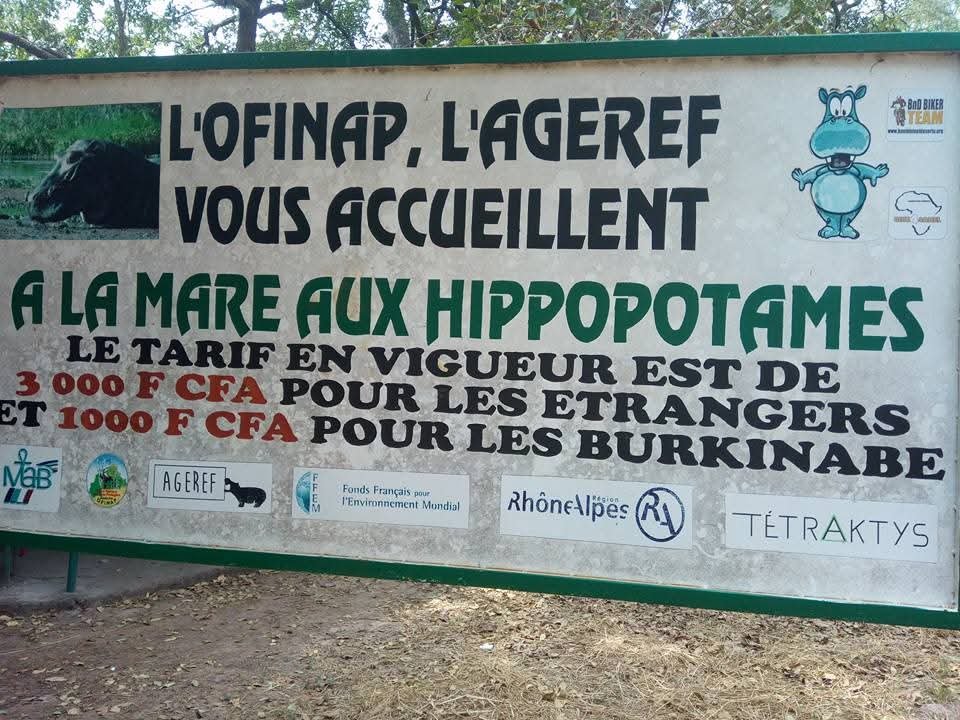 L'OFINAP, L'AGEREF
VOUS ACCUEILLENT
A LA MARE AUX HIPPOPOTAMES
LE TARIF EN VIGUEUR EST DE
3 000 F CFA POUR LES ETRANGERS
ET 1000 F CFA POUR LES BURKINABE
BnD BIKER
TEAM
MaB
AGEREF
FFEM
Fonds Français pour
l'Environnement Mondial
RhôneAlpes Région
RA
TÉTRAKTYS